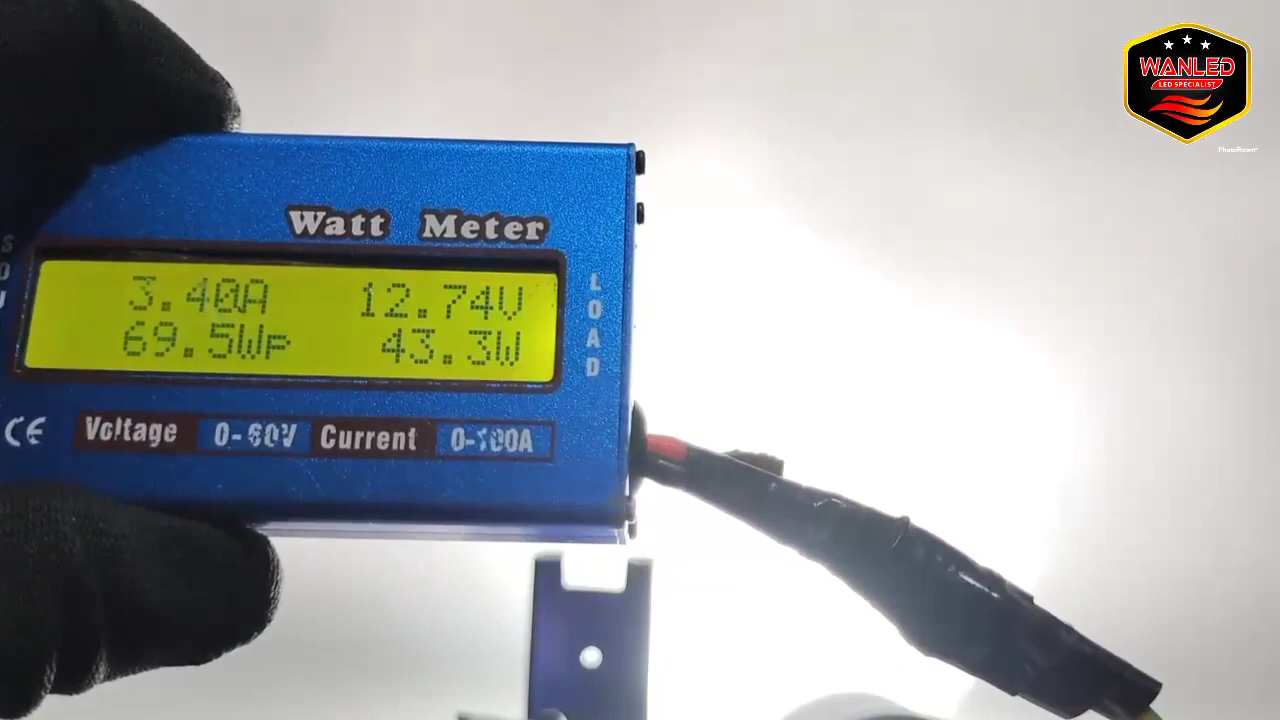 WANLED
LED SPECIALIST
PhotoRoom
Watt Meter
3.40A 12.74V
69.5Wp 43.3W
LOAD
CE
Voltage 0-60V Current 0-100A